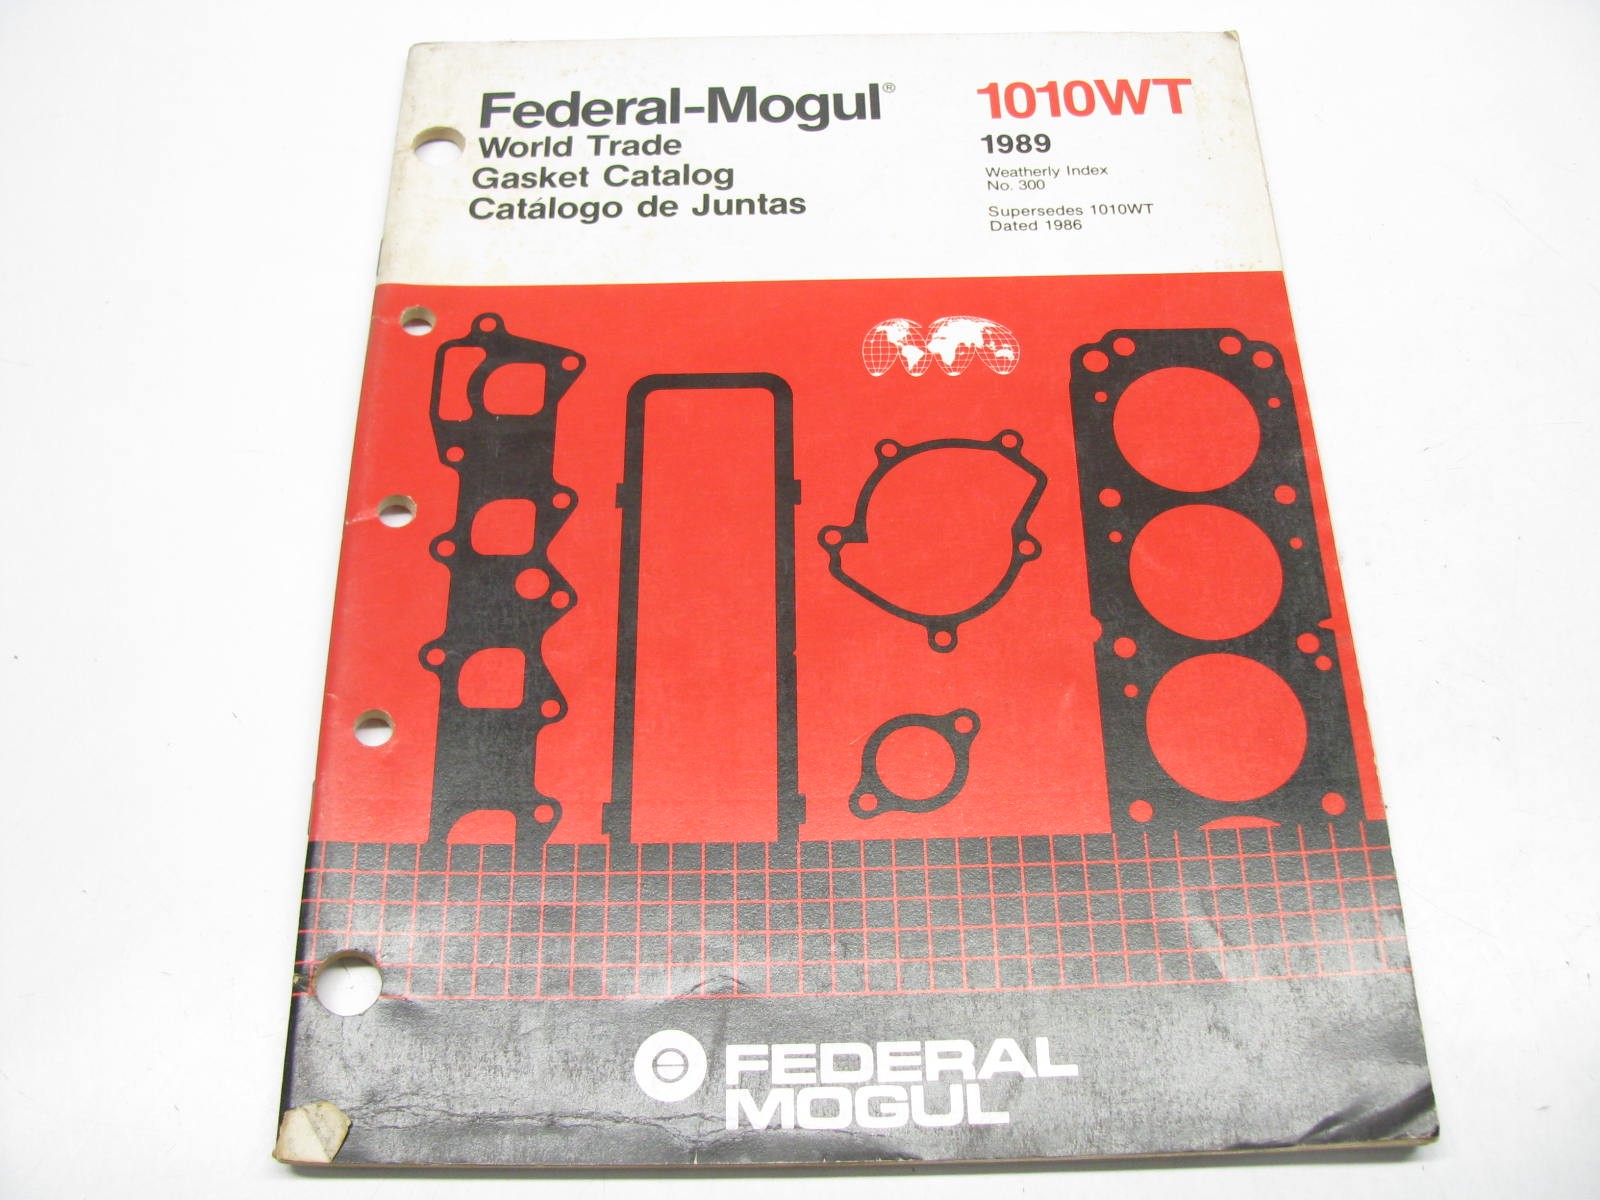 Federal-Mogul®
World Trade
Gasket Catalog
Catálogo de Juntas
1010WT
1989
Weatherly Index
No. 300
Supersedes 1010WT
Dated 1986
FEDERAL
MOGUL